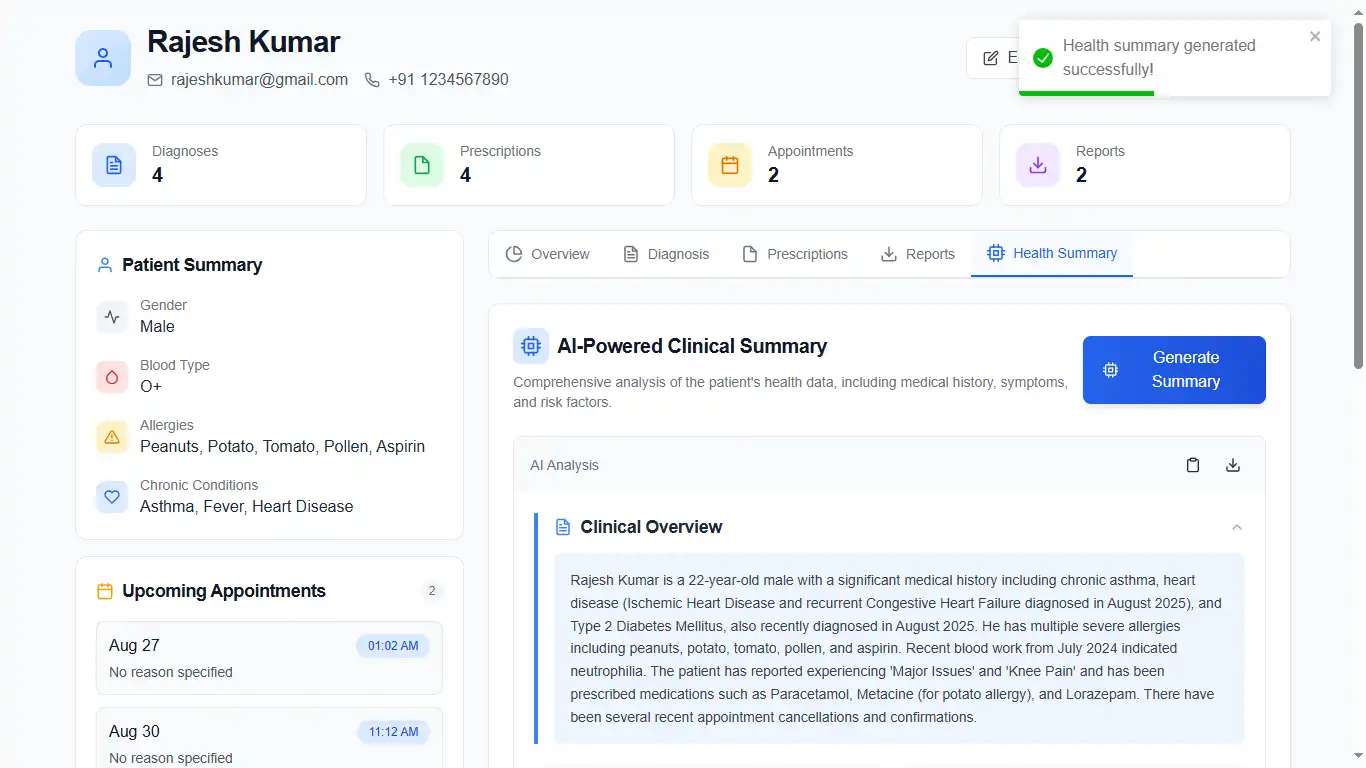 Rajesh Kumar
rajeshkumar@gmail.com +91 1234567890
Health summary generated
successfully!
Diagnoses
4
Prescriptions
4
Appointments
2
Reports
2
Patient Summary
Gender
Male
Blood Type
O+
Allergies
Peanuts, Potato, Tomato, Pollen, Aspirin
Chronic Conditions
Asthma, Fever, Heart Disease
Upcoming Appointments 2
Aug 27 01:02 AM
No reason specified
Aug 30 11:12 AM
No reason specified
Overview Diagnosis Prescriptions Reports Health Summary
AI-Powered Clinical Summary
Comprehensive analysis of the patient's health data, including medical history, symptoms,
and risk factors.
Generate
Summary
AI Analysis
Clinical Overview
Rajesh Kumar is a 22-year-old male with a significant medical history including chronic asthma, heart
disease (Ischemic Heart Disease and recurrent Congestive Heart Failure diagnosed in August 2025), and
Type 2 Diabetes Mellitus, also recently diagnosed in August 2025. He has multiple severe allergies
including peanuts, potato, tomato, pollen, and aspirin. Recent blood work from July 2024 indicated
neutrophilia. The patient has reported experiencing 'Major Issues' and 'Knee Pain' and has been
prescribed medications such as Paracetamol, Metacine (for potato allergy), and Lorazepam. There have
been several recent appointment cancellations and confirmations.